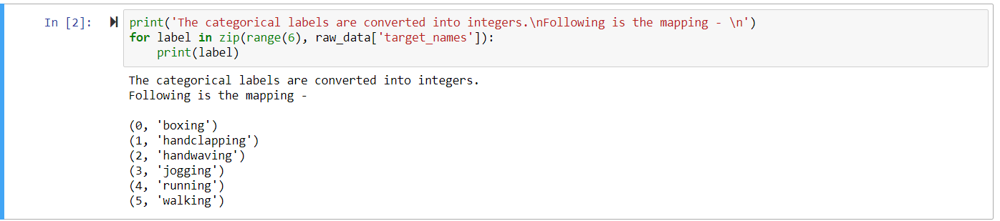 In [2]:
print('The categorical labels are converted into integers.\nFollowing is the mapping - \n')
for label in zip(range(6), raw_data['target_names']):
    print(label)
The categorical labels are converted into integers.
Following is the mapping -
(0, 'boxing')
(1, 'handclapping')
(2, 'handwaving')
(3, 'jogging')
(4, 'running')
(5, 'walking')